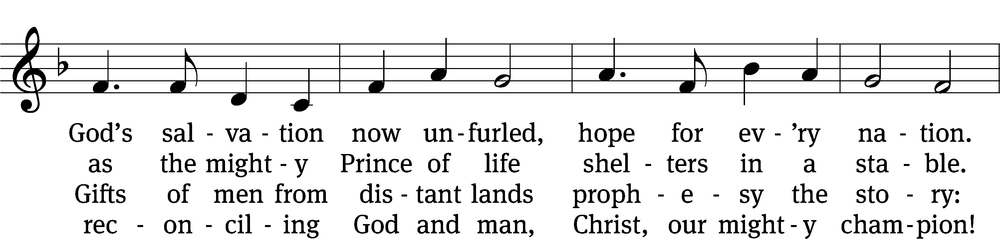 God’s sal - va - tion now un - furled, hope for ev - ’ry na - tion.
as the might - y Prince of life shel - ters in a sta - ble.
Gifts of men from dis - tant lands proph - e - sy the sto - ry:
rec - on - cil - ing God and man, Christ, our might - y cham - pion!